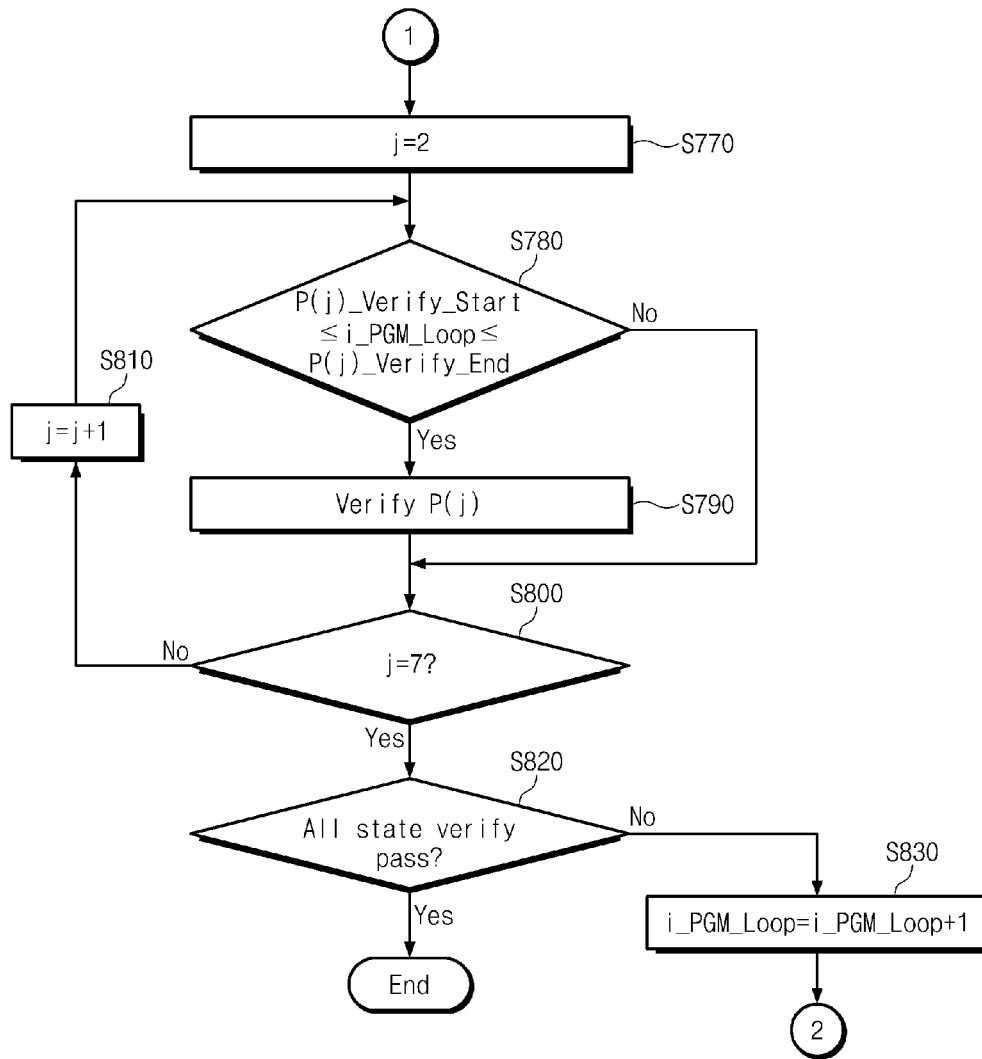 1
j=2
S770
S780
P(j)_Verify_Start
≤i_PGM_Loop≤
P(j)_Verify_End
No
S810
j=j+1
Yes
Verify P(j)
S790
S800
No
j=7?
Yes
S820
All state verify
pass?
No
S830
i_PGM_Loop=i_PGM_Loop+1
Yes
End
2